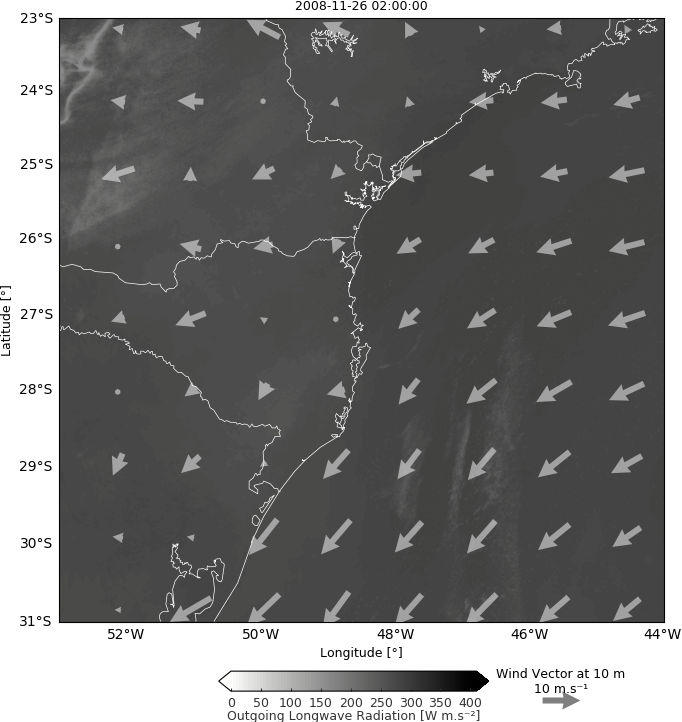 2008-11-26 02:00:00
23°S
24°S
25°S
26°S
27°S
28°S
29°S
30°S
31°S
Latitude [°]
52°W 50°W 48°W 46°W 44°W
Longitude [°]
0 50 100 150 200 250 300 350 400
Outgoing Longwave Radiation [W m.s⁻²]
Wind Vector at 10 m
10 m.s⁻¹